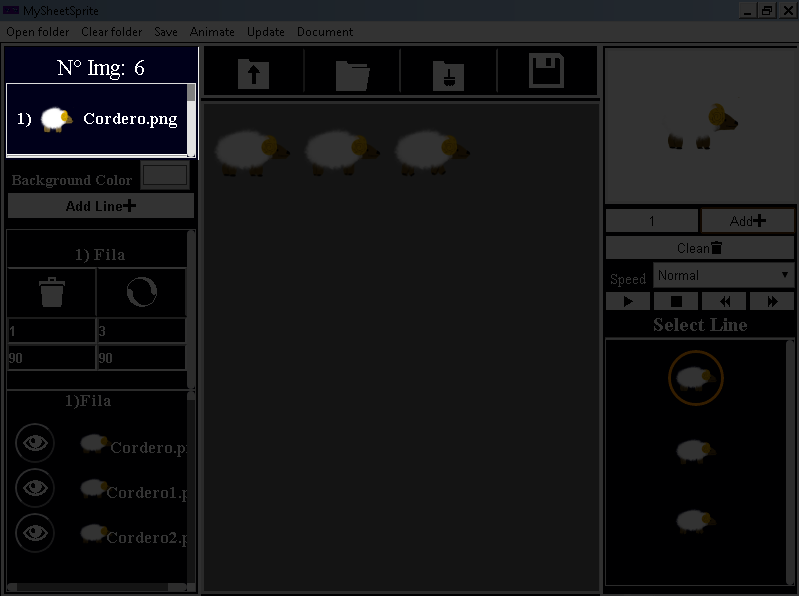 MySheetSprite
Open folder Clear folder Save Animate Update Document
N° Img: 6
1) Cordero.png
Background Color
Add Line+
1) Fila
1 3
90 90
1)Fila
Cordero.p
Cordero1.p
Cordero2.p
1 Add+
Clean
Speed Normal
Select Line